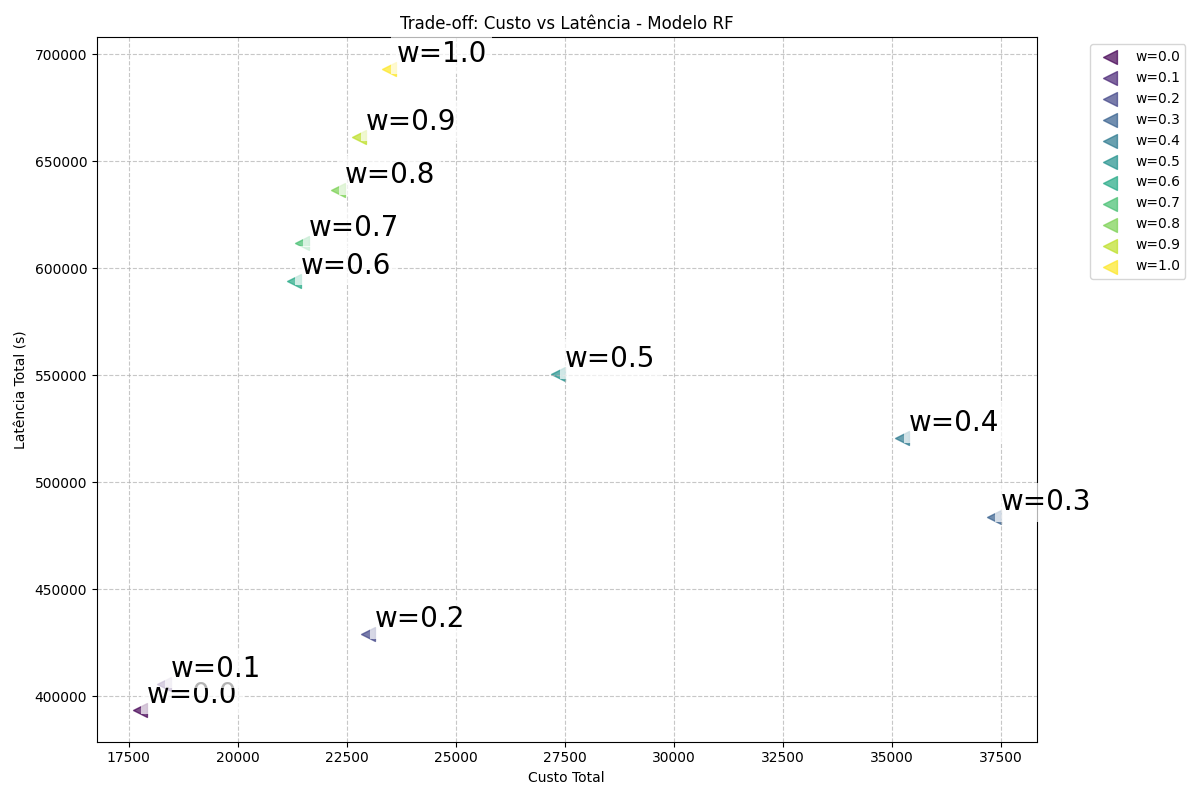 Trade-off: Custo vs Latência - Modelo RF
Latência Total (s)
700000
650000
600000
550000
500000
450000
400000
w=1.0
w=0.9
w=0.8
w=0.7
w=0.6
w=0.5
w=0.4
w=0.3
w=0.2
w=0.1
w=0.0
17500
20000
22500
25000
27500
30000
32500
35000
37500
Custo Total
w=0.0
w=0.1
w=0.2
w=0.3
w=0.4
w=0.5
w=0.6
w=0.7
w=0.8
w=0.9
w=1.0